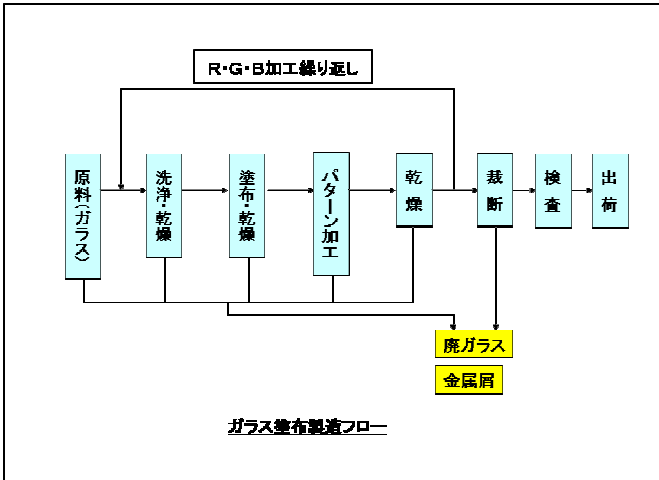 R・G・B加工繰り返し
原料(ガラス)
洗浄・乾燥
塗布・乾燥
パターン加工
乾燥
裁断
検査
出荷
廃ガラス
金属屑
ガラス塗布製造フロー